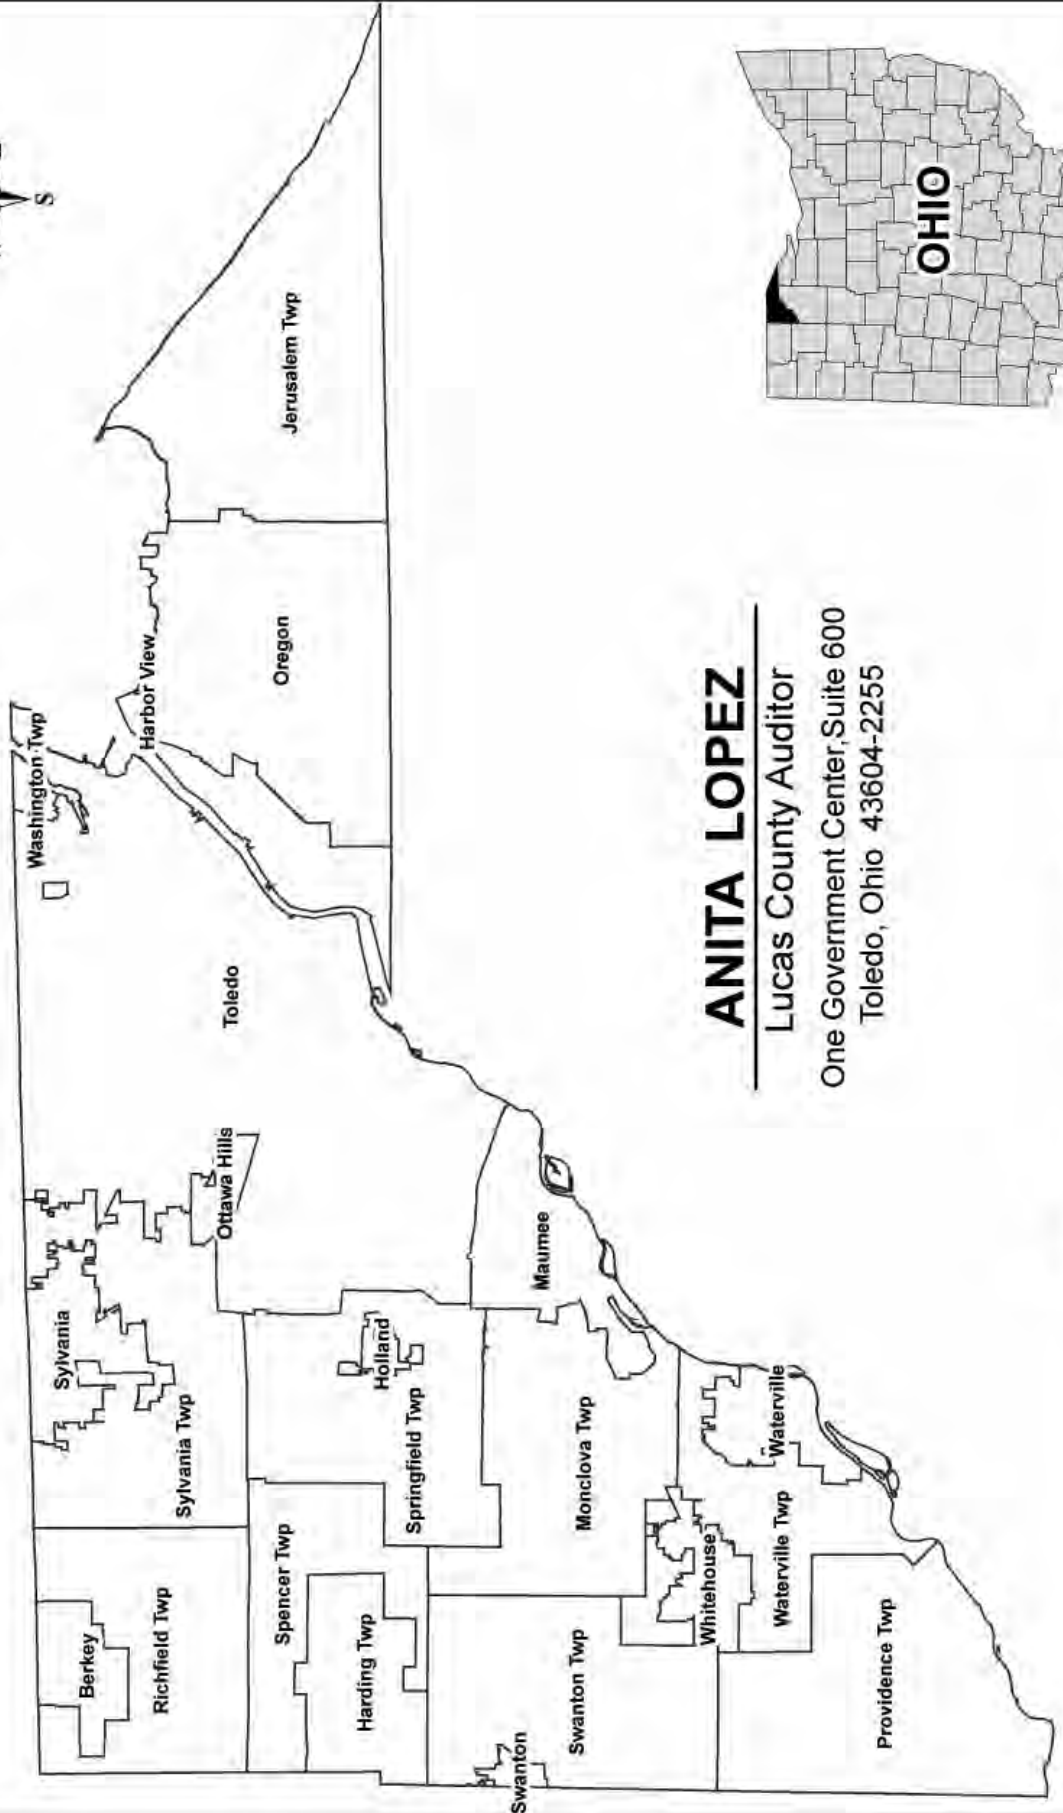 S
Washington Twp
Harbor View
Jerusalem Twp
Oregon
Toledo
Ottawa Hills
Sylvania
Sylvania Twp
Berkey
Richfield Twp
Spencer Twp
Harding Twp
Holland
Springfield Twp
Maumee
Monclova Twp
Swanton
Swanton Twp
Whitehouse
Waterville
Waterville Twp
Providence Twp
ANITA LOPEZ
Lucas County Auditor
One Government Center,Suite 600
Toledo, Ohio 43604-2255
OHIO